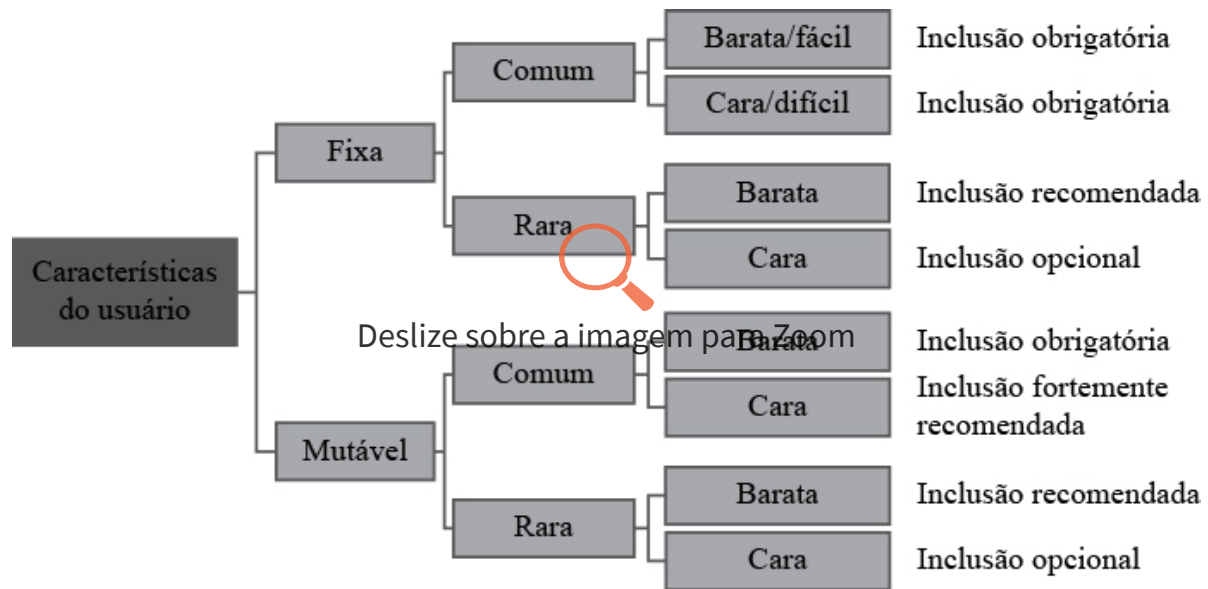 Características
do usuário
Fixa
Comum
Barata/fácil
Inclusão obrigatória
Cara/difícil
Inclusão obrigatória
Rara
Barata
Inclusão recomendada
Cara
Inclusão opcional
Deslize sobre a imagem para Zoom
Mutável
Comum
Barata
Inclusão obrigatória
Cara
Inclusão fortemente
recomendada
Rara
Barata
Inclusão recomendada
Cara
Inclusão opcional